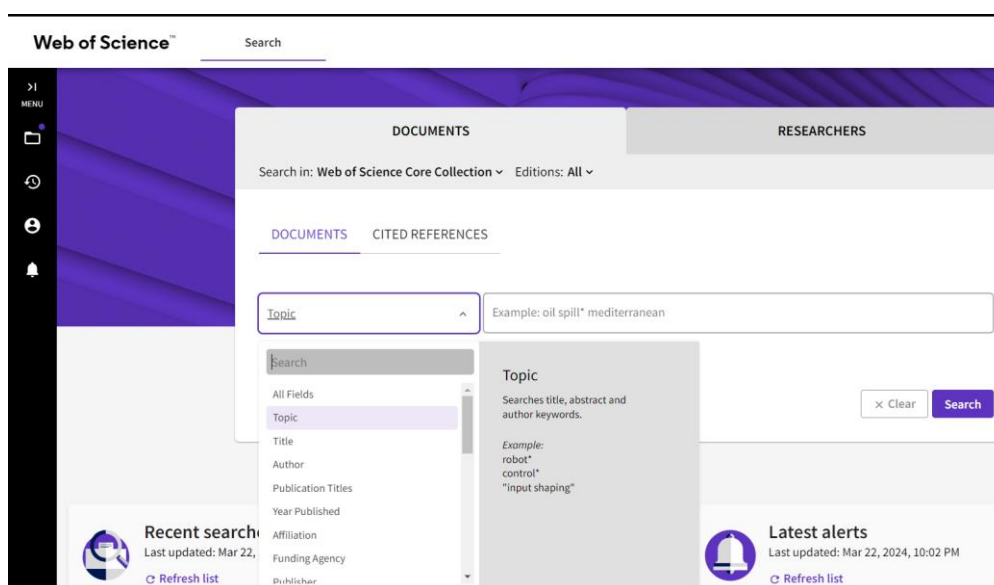 Web of Science™
Search
MENU
DOCUMENTS
RESEARCHERS
Search in: Web of Science Core Collection
Editions: All
DOCUMENTS
CITED REFERENCES
Topic
Example: oil spill* mediterranean
Search
All Fields
Topic
Title
Author
Publication Titles
Year Published
Affiliation
Funding Agency
Publisher
Topic
Searches title, abstract and
author keywords.
Example:
robot*
control*
"input shaping"
× Clear
Search
Recent searche
Last updated: Mar 22,
Refresh list
Latest alerts
Last updated: Mar 22, 2024, 10:02 PM
Refresh list